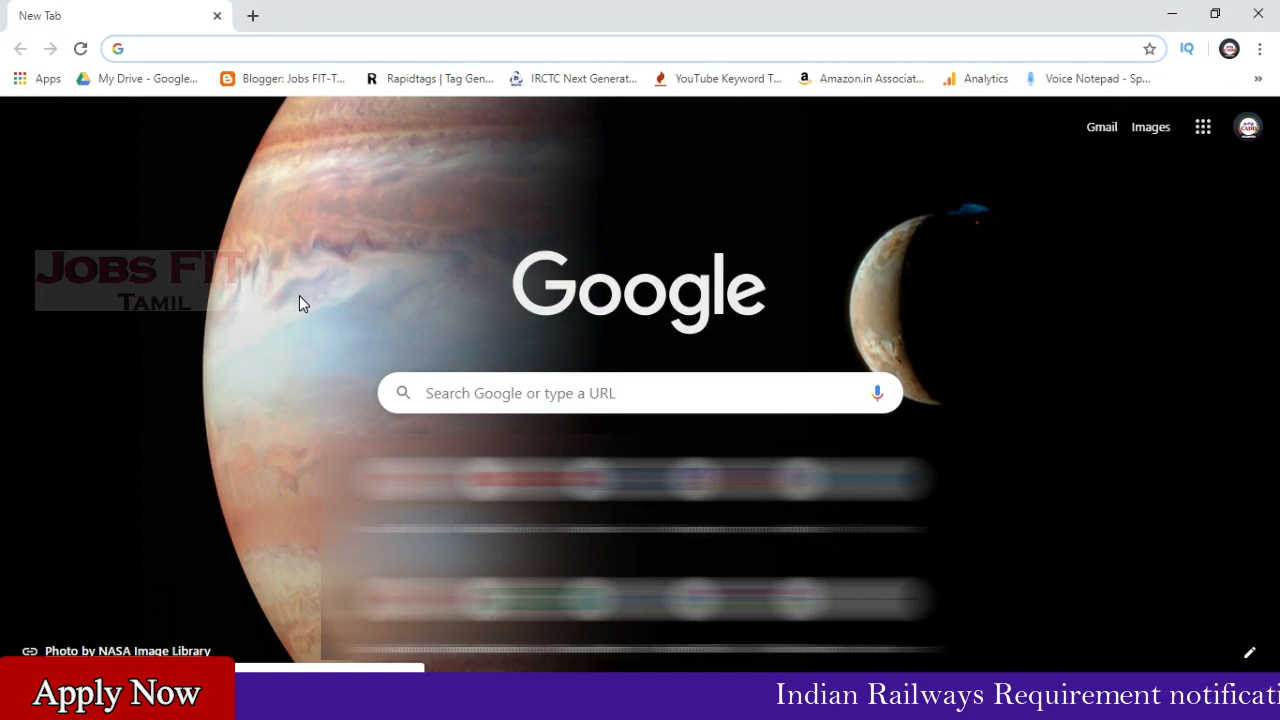 New Tab
Apps My Drive - Google... Blogger: Jobs FIT-T... Rapidtags | Tag Gen... IRCTC Next Generat... YouTube Keyword T... Amazon.in Associat... Analytics Voice Notepad - Sp...
Gmail Images
JOBS FIT
TAMIL
Google
Search Google or type a URL
Photo by NASA Image Library
Apply Now
Indian Railways Requirement notificati